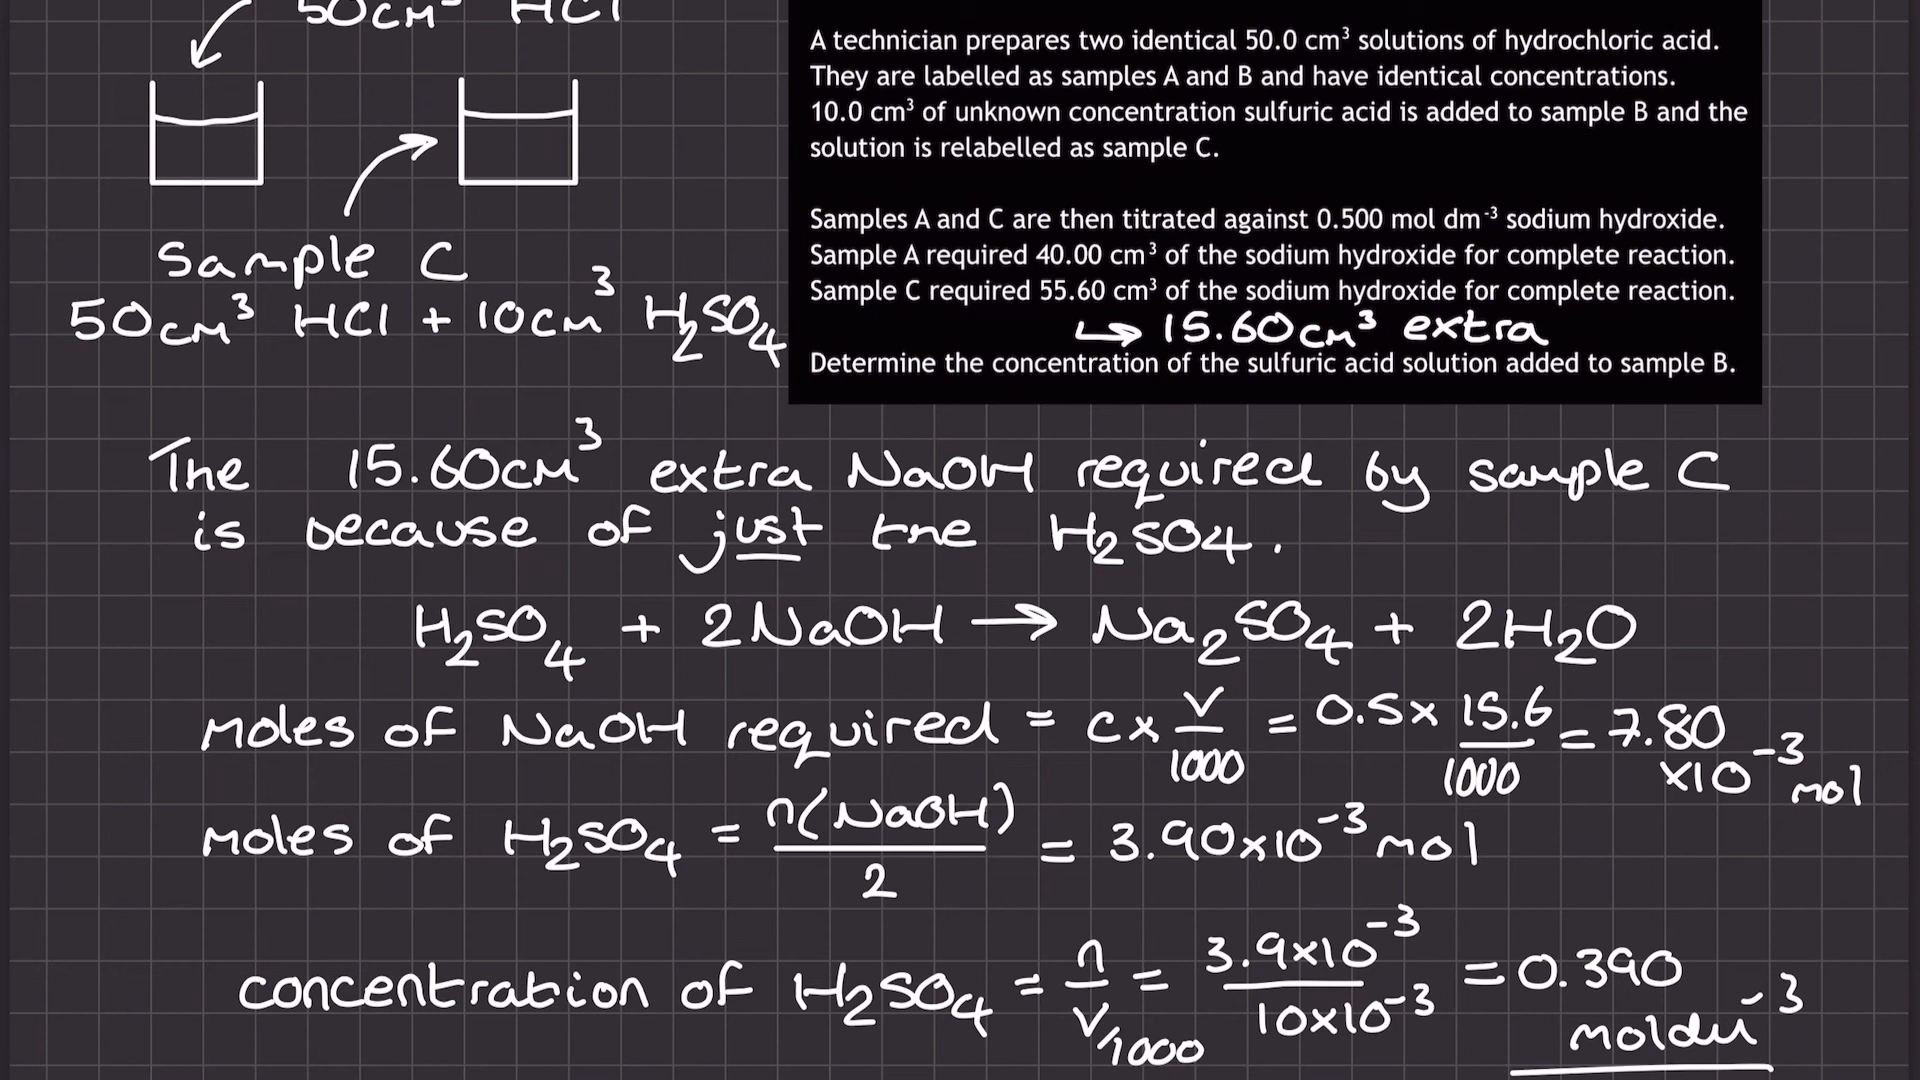 50cm³ HCl
A technician prepares two identical 50.0 cm³ solutions of hydrochloric acid.
They are labelled as samples A and B and have identical concentrations.
10.0 cm³ of unknown concentration sulfuric acid is added to sample B and the
solution is relabelled as sample C.
Samples A and C are then titrated against 0.500 mol dm⁻³ sodium hydroxide.
Sample A required 40.00 cm³ of the sodium hydroxide for complete reaction.
Sample C required 55.60 cm³ of the sodium hydroxide for complete reaction.
↳ 15.60cm³ extra
Determine the concentration of the sulfuric acid solution added to sample B.
Sample C
50cm³ HCl + 10cm³ H₂SO₄
The 15.60cm³ extra NaOH required by sample C
is because of just the H₂SO₄.
H₂SO₄ + 2NaOH → Na₂SO₄ + 2H₂O
moles of NaOH required = c × V/1000 = 0.5 × 15.6/1000 = 7.80 ×10⁻³ mol
moles of H₂SO₄ = n(NaOH)/2 = 3.90×10⁻³ mol
concentration of H₂SO₄ = n/V/1000 = 3.9×10⁻³/10×10⁻³ = 0.390 moldm⁻³